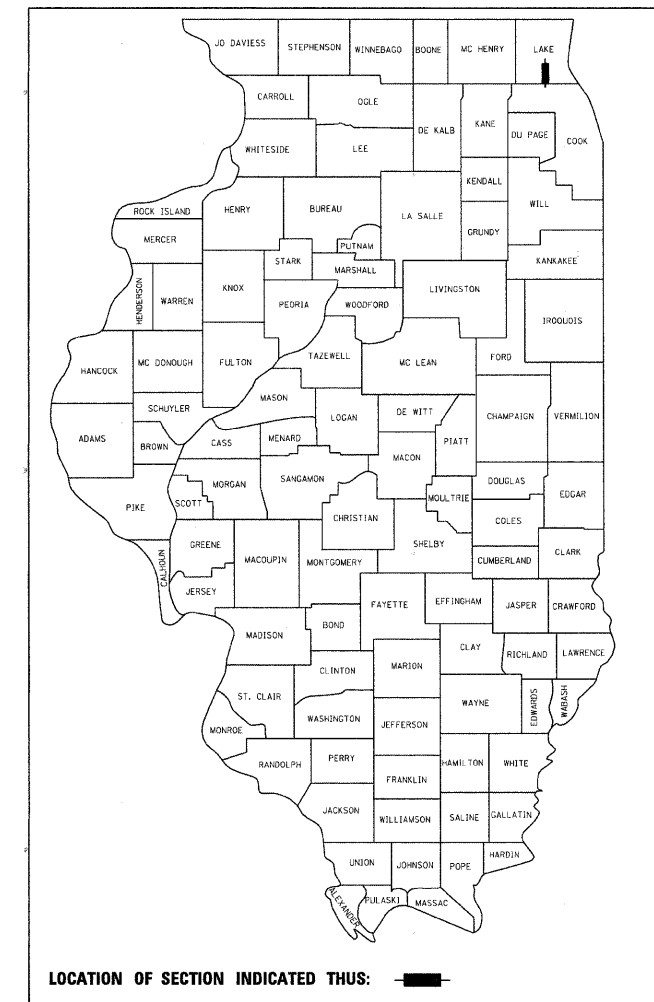 JO DAVIESS STEPHENSON WINNEBAGO BOONE MC HENRY LAKE
CARROLL OGLE DE KALB KANE DU PAGE COOK
WHITESIDE LEE
KENDALL
ROCK ISLAND HENRY BUREAU LA SALLE GRUNDY WILL
MERCER PUTNAM
STARK MARSHALL KANKAKEE
HENDERSON WARREN KNOX PEORIA WOODFORD LIVINGSTON IROQUOIS
HANCOCK MC DONOUGH FULTON TAZEWELL MC LEAN FORD
MASON
SCHUYLER LOGAN DE WITT CHAMPAIGN VERMILION
ADAMS BROWN CASS MENARD MACON PIATT
MORGAN SANGAMON DOUGLAS
SCOTT MOULTRIE EDGAR
PIKE CHRISTIAN COLES
GREENE SHELBY
CALHOUN MACOUPIN MONTGOMERY CUMBERLAND CLARK
JERSEY FAYETTE EFFINGHAM JASPER CRAWFORD
MADISON BOND
CLAY RICHLAND LAWRENCE
CLINTON MARION
ST. CLAIR WAYNE EDWARDS WABASH
WASHINGTON JEFFERSON
MONROE
RANDOLPH PERRY HAMILTON WHITE
FRANKLIN
JACKSON WILLIAMSON SALINE GALLATIN
UNION JOHNSON POPE HARDIN
ALEXANDER PULASKI MASSAC
LOCATION OF SECTION INDICATED THUS: